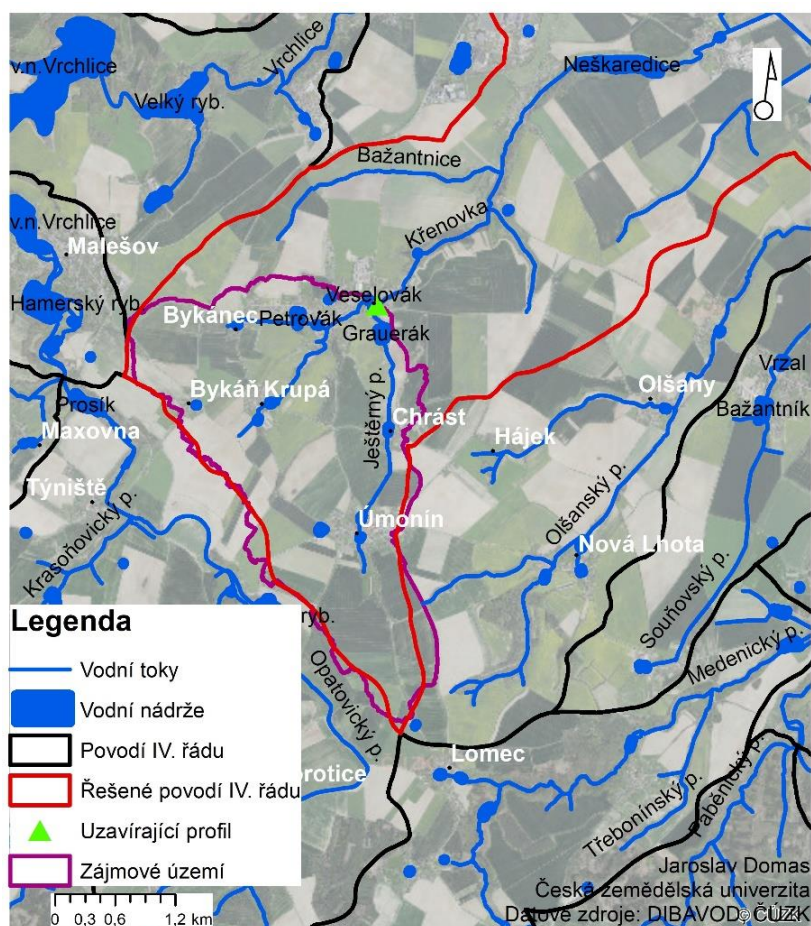 v.n.Vrchlice
Vrchlice
Velký ryb.
Neškaredice
Bažantnice
v.n.Vrchlice
Malešov
Křenovka
Hamerský ryb.
Veselovák
Bykánec
Petrovák
Grauerák
Vrzal
Olšany
Bykáň
Krupá
Prosík
Bažantník
Chrást
Ještěrný p.
Maxovna
Hájek
Týniště
Krasoňovický p.
Úmonín
Olšanský p.
Nová Lhota
Souňovský p.
ryb.
Medenický p.
Opatovický p.
Lomec
orotice
Třebonínský p.
Paběnický p.
Legenda
Vodní toky
Vodní nádrže
Povodí IV. řádu
Řešené povodí IV. řádu
Uzavírající profil
Zájmové území
0 0,3 0,6 1,2 km
Jaroslav Domas
Česká zemědělská univerzita
Datové zdroje: DIBAVOD, ČÚZK
© ČÚZK